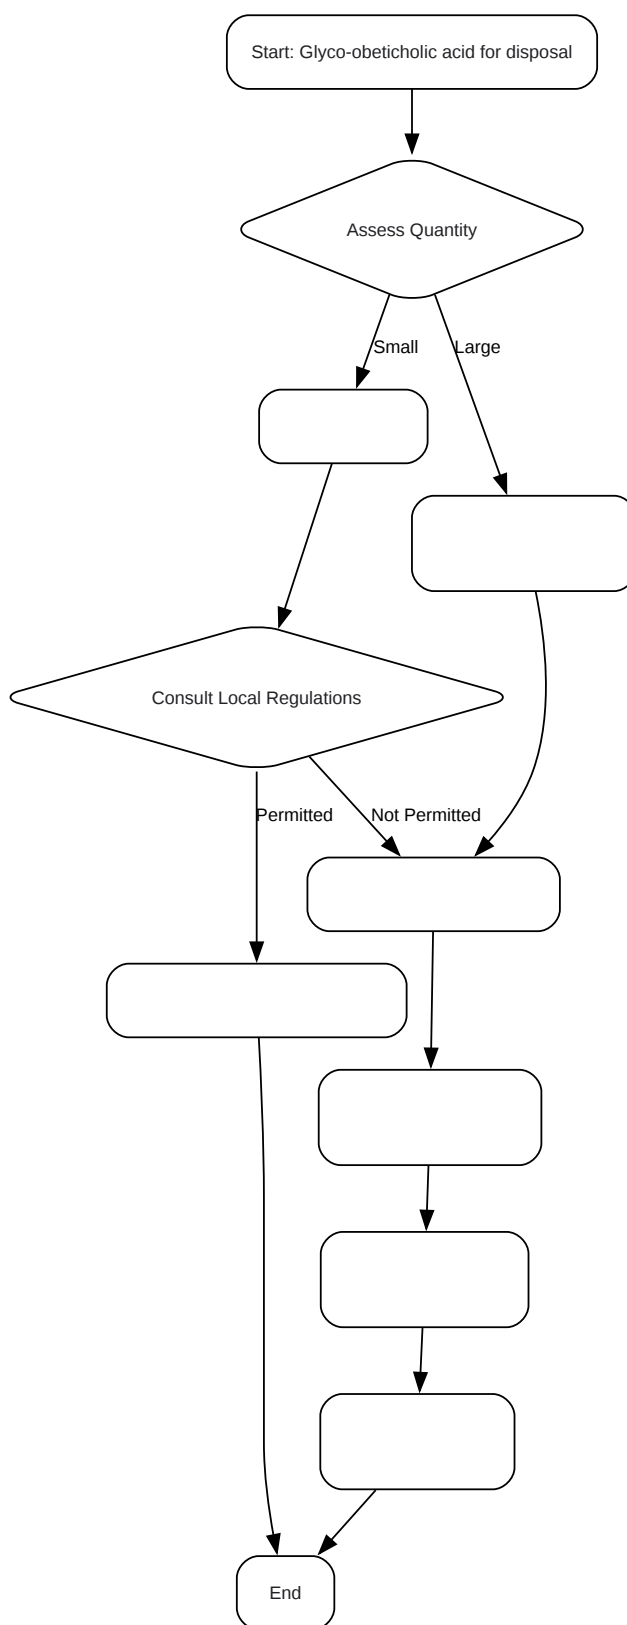 Start: Glyco-obeticholic acid for disposal
Assess Quantity
Small
Large
Consult Local Regulations
Permitted
Not Permitted
End